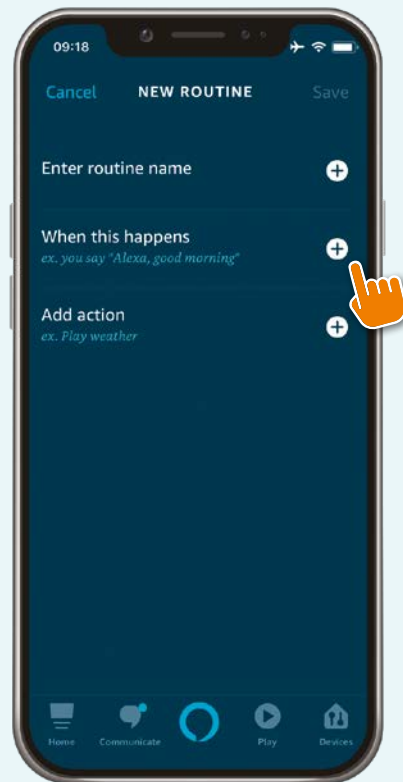 09:18
Cancel NEW ROUTINE Save
Enter routine name
When this happens
ex. you say "Alexa, good morning"
Add action
ex. Play weather
Home Communicate Play Devices